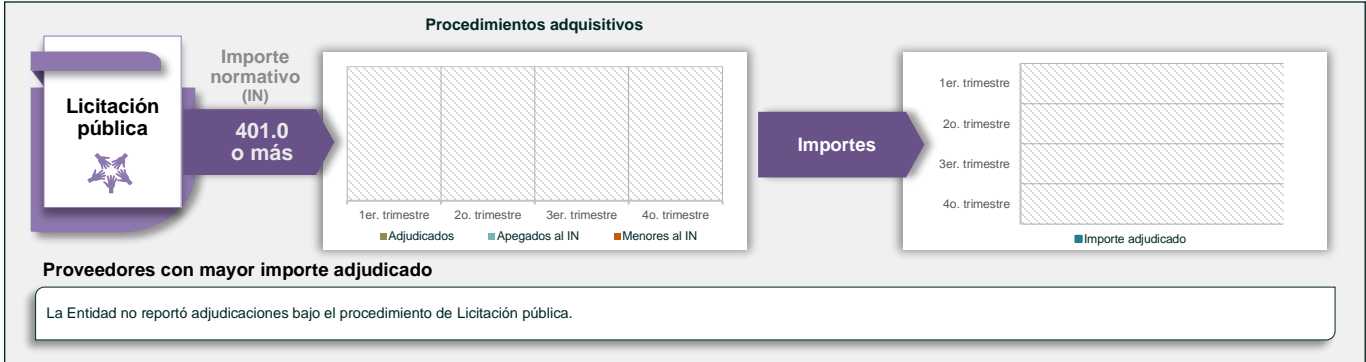 Procedimientos adquisitivos
Licitación
pública
Importe
normativo
(IN)
401.0
o más
1er. trimestre 2o. trimestre 3er. trimestre 4o. trimestre
Adjudicados Apegados al IN Menores al IN
Importes
1er. trimestre
2o. trimestre
3er. trimestre
4o. trimestre
Importe adjudicado
Proveedores con mayor importe adjudicado
La Entidad no reportó adjudicaciones bajo el procedimiento de Licitación pública.